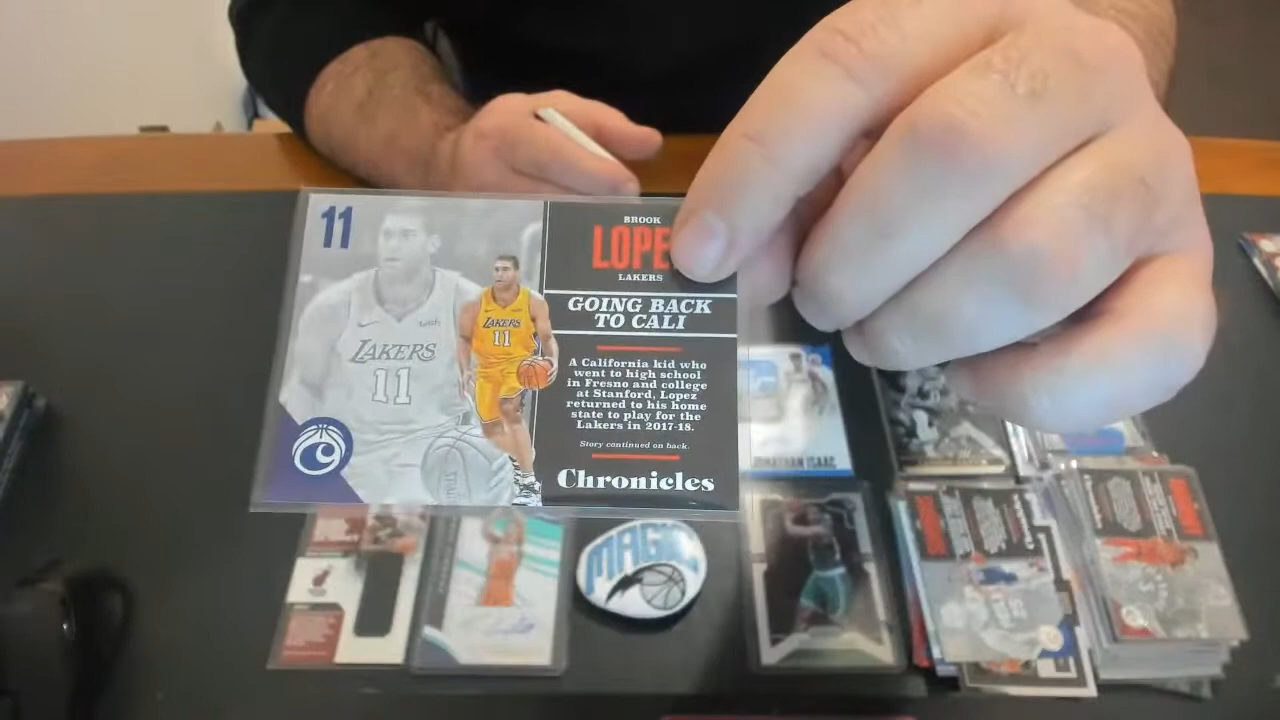 11
LAKERS
11
LAKERS
11
BROOK
LOPE
LAKERS
GOING BACK
TO CALI
A California kid who
went to high school
in Fresno and college
at Stanford, Lopez
returned to his home
state to play for the
Lakers in 2017-18.
Story continued on back.
Chronicles
JONATHAN ISAAC
MAGIC